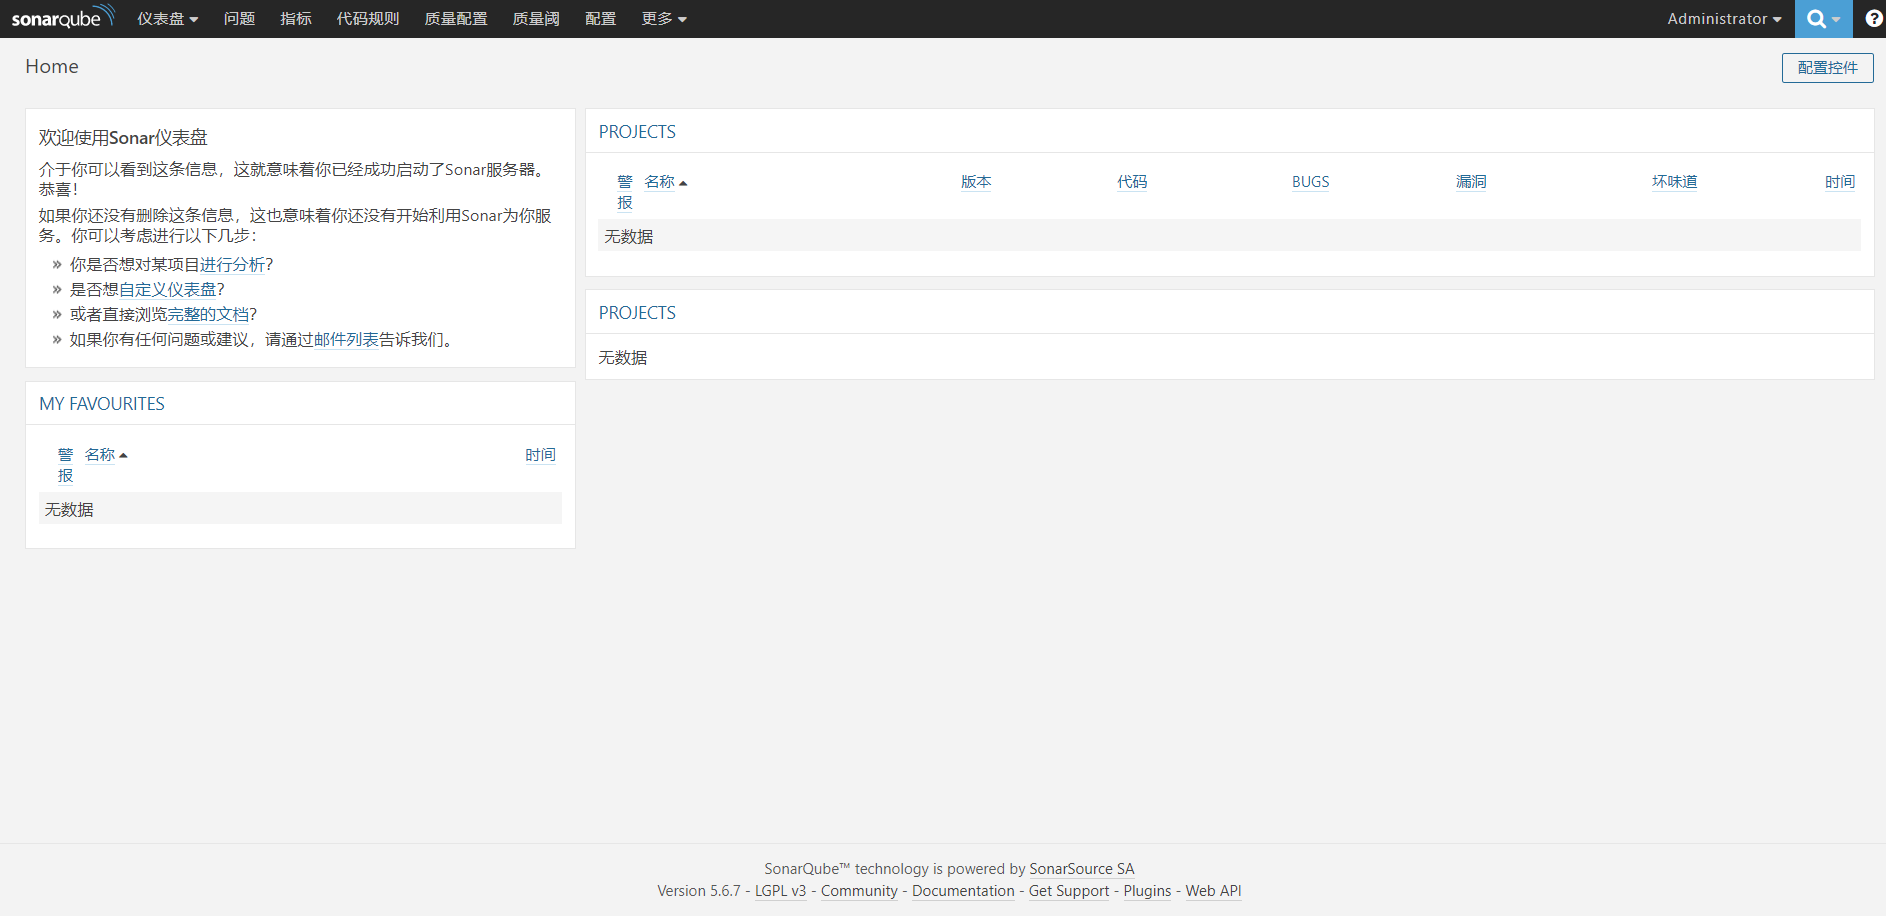 sonarqube 仪表盘 问题 指标 代码规则 质量配置 质量阈 配置 更多 Administrator
Home
配置控件
欢迎使用Sonar仪表盘
介于你可以看到这条信息，这就意味着你已经成功启动了Sonar服务器。
恭喜！
如果你还没有删除这条信息，这也意味着你还没有开始利用Sonar为你服
务。你可以考虑进行以下几步：
» 你是否想对某项目进行分析?
» 是否想自定义仪表盘?
» 或者直接浏览完整的文档?
» 如果你有任何问题或建议，请通过邮件列表告诉我们。
MY FAVOURITES
警报 名称 时间
无数据
PROJECTS
警报 名称 版本 代码 BUGS 漏洞 坏味道 时间
无数据
PROJECTS
无数据
SonarQube™ technology is powered by SonarSource SA
Version 5.6.7 - LGPL v3 - Community - Documentation - Get Support - Plugins - Web API